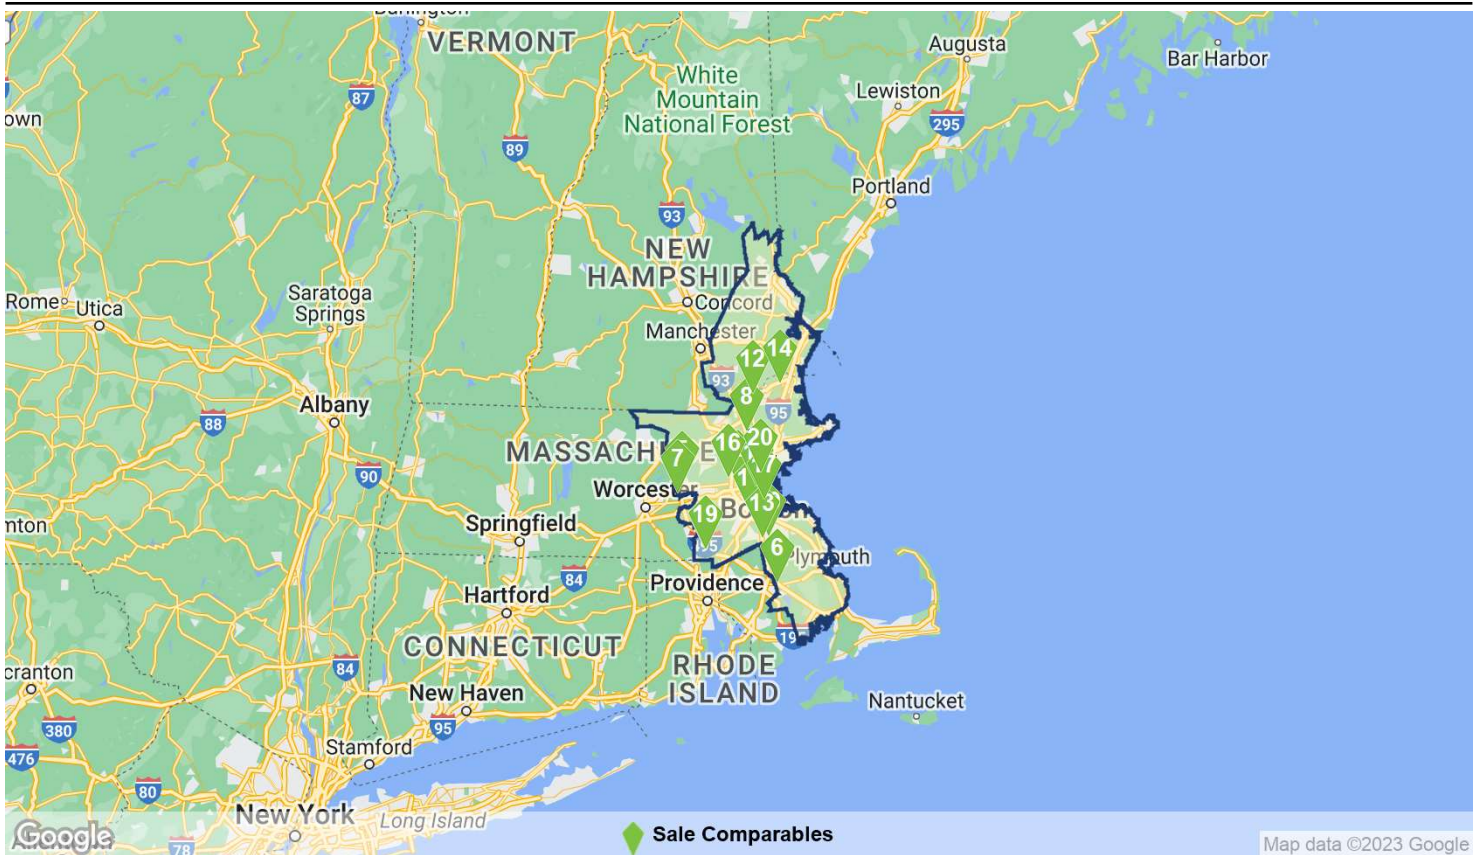 VERMONT
Augusta
Bar Harbor
White
Mountain
National Forest
Lewiston
87
295
own
89
Portland
93
NEW
HAMPSHIRE
Concord
Rome
Utica
Saratoga
Springs
Manchester
14
12
93
8
95
Albany
88
20
16
MASSACHU
7
90
Worcester
13
19
Springfield
6
Plymouth
84
Providence
Hartford
CONNECTICUT
19
RHODE
ISLAND
84
cranton
New Haven
Nantucket
380
95
476
Stamford
80
New York
Long Island
78
Google
Sale Comparables
Map data ©2023 Google